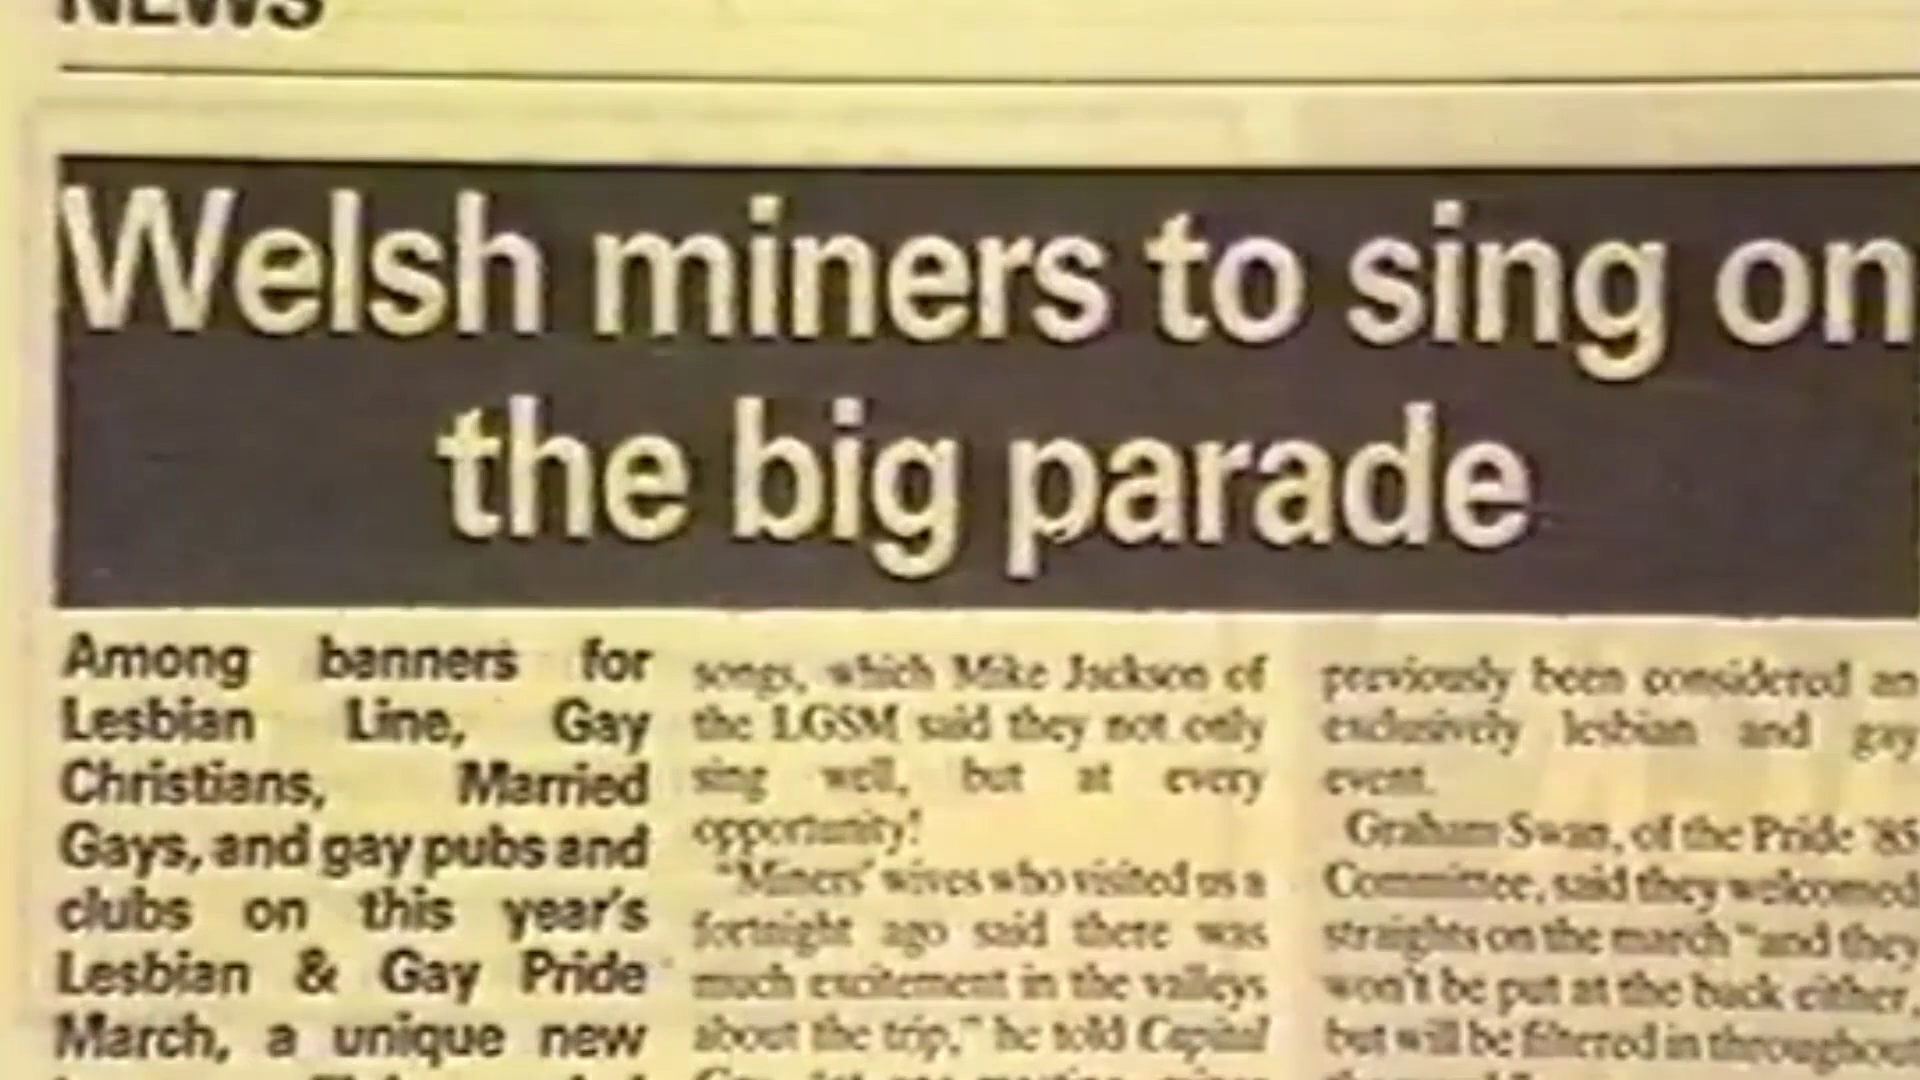 NEWS
Welsh miners to sing on
the big parade
Among banners for
Lesbian Line, Gay
Christians, Married
Gays, and gay pubs and
clubs on this year's
Lesbian & Gay Pride
March, a unique new
songs, which Mike Jackson of
the LGSM said they not only
sing well, but at every
opportunity!
"Miners' wives who visited us a
fortnight ago said there was
much excitement in the valleys
about the trip," he told Capital
previously been considered an
exclusively lesbian and gay
event.
Graham Swan, of the Pride '85
Committee, said they welcomed
straights on the march "and they
won't be put at the back either,
but will be filtered in throughout